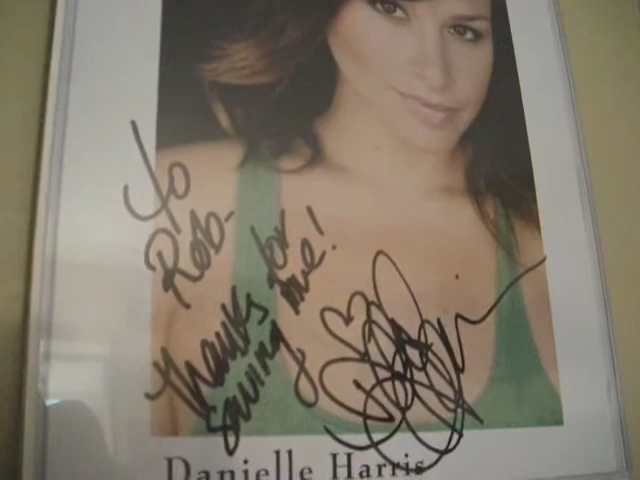 To
Rob-
Thanks for
saving me!
Danielle Harris